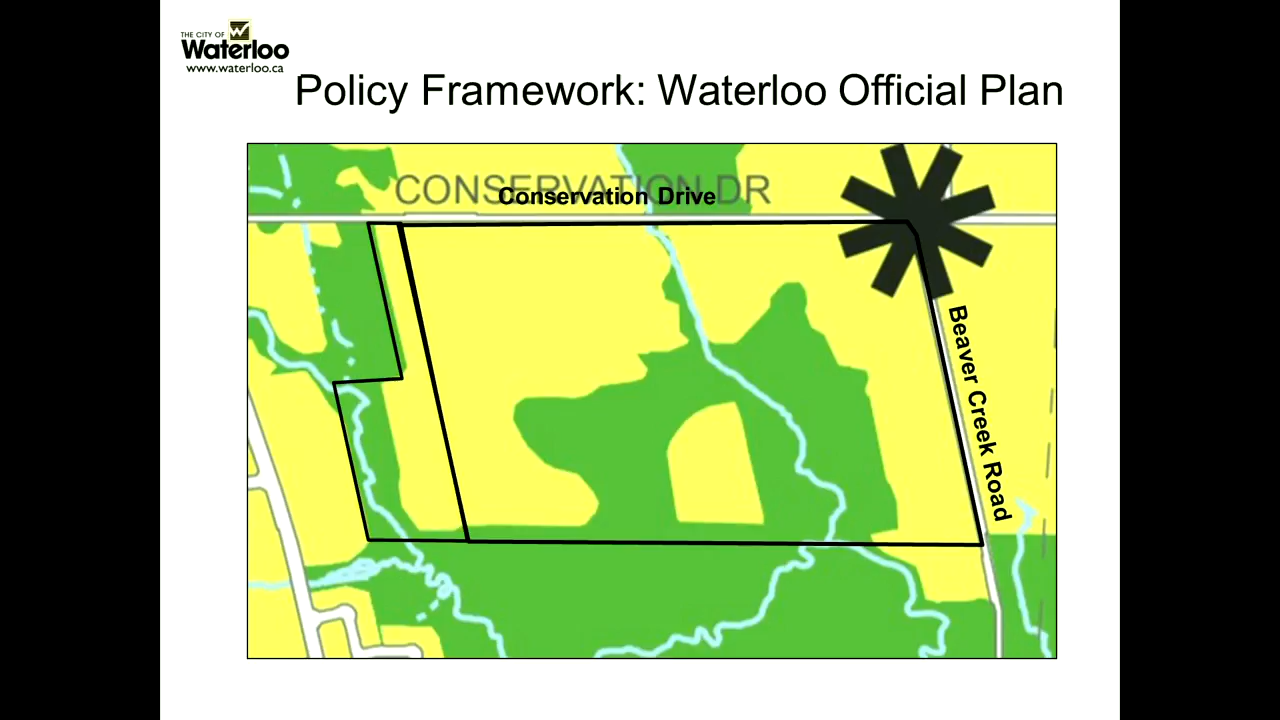 THE CITY OF
Waterloo
www.waterloo.ca
Policy Framework: Waterloo Official Plan
CONSERVATION DR
Conservation Drive
Beaver Creek Road